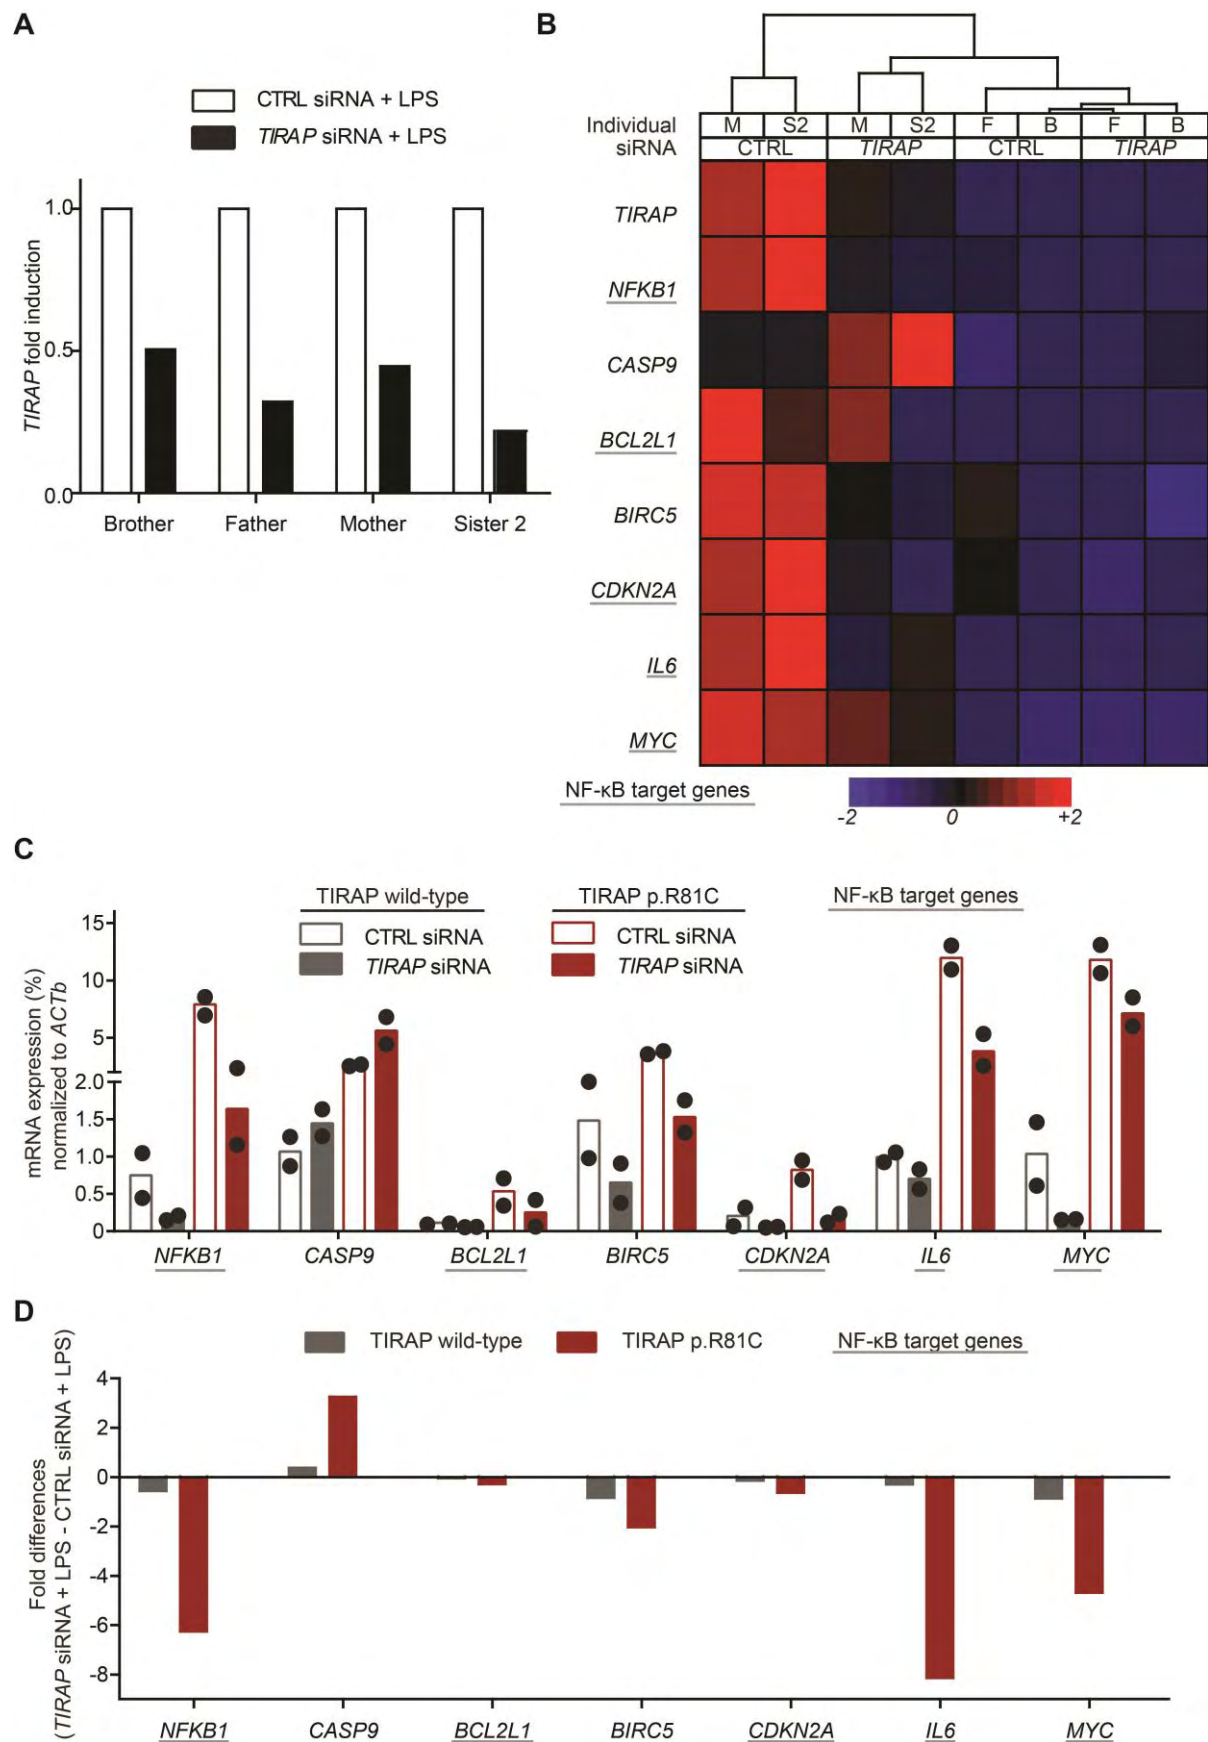 A
CTRL siRNA + LPS
TIRAP siRNA + LPS
TIRAP fold induction
1.0
0.5
0.0
Brother Father Mother Sister 2
B
Individual M S2 M S2 F B F B
siRNA CTRL TIRAP CTRL TIRAP
TIRAP
NFKB1
CASP9
BCL2L1
BIRC5
CDKN2A
IL6
MYC
NF-κB target genes
-2 0 +2
C
TIRAP wild-type TIRAP p.R81C NF-κB target genes
CTRL siRNA CTRL siRNA
TIRAP siRNA TIRAP siRNA
mRNA expression (%)
normalized to ACTb
15
10
5
2.0
1.5
1.0
0.5
0
NFKB1 CASP9 BCL2L1 BIRC5 CDKN2A IL6 MYC
D
TIRAP wild-type TIRAP p.R81C NF-κB target genes
Fold differences
(TIRAP siRNA + LPS - CTRL siRNA + LPS)
4
2
0
-2
-4
-6
-8
NFKB1 CASP9 BCL2L1 BIRC5 CDKN2A IL6 MYC